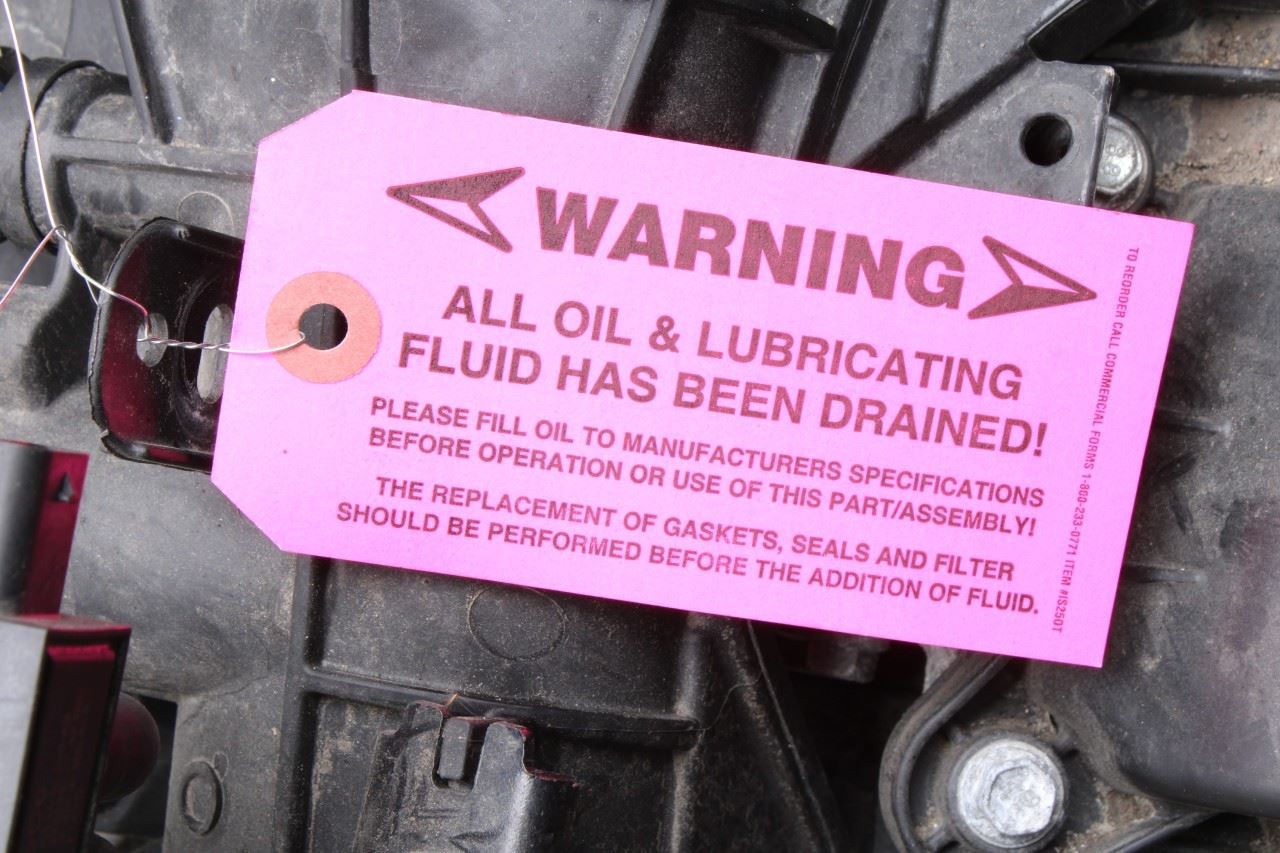 WARNING
ALL OIL & LUBRICATING
FLUID HAS BEEN DRAINED!
PLEASE FILL OIL TO MANUFACTURERS SPECIFICATIONS
BEFORE OPERATION OR USE OF THIS PART/ASSEMBLY!
THE REPLACEMENT OF GASKETS, SEALS AND FILTER
SHOULD BE PERFORMED BEFORE THE ADDITION OF FLUID.
TO REORDER CALL COMMERCIAL FORMS 1-800-233-0771 ITEM #IS250T